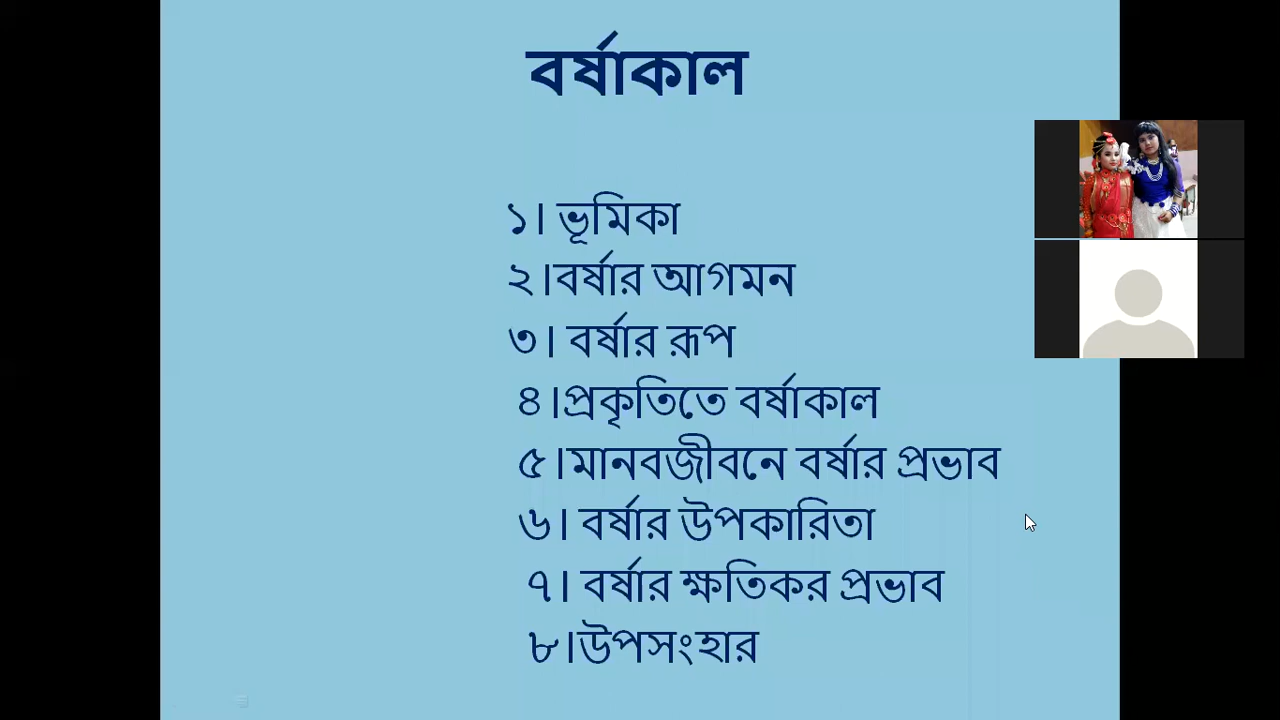 বর্ষাকাল
১। ভূমিকা
২।বর্ষার আগমন
৩। বর্ষার রূপ
৪।প্রকৃতিতে বর্ষাকাল
৫।মানবজীবনে বর্ষার প্রভাব
৬। বর্ষার উপকারিতা
৭। বর্ষার ক্ষতিকর প্রভাব
৮।উপসংহার